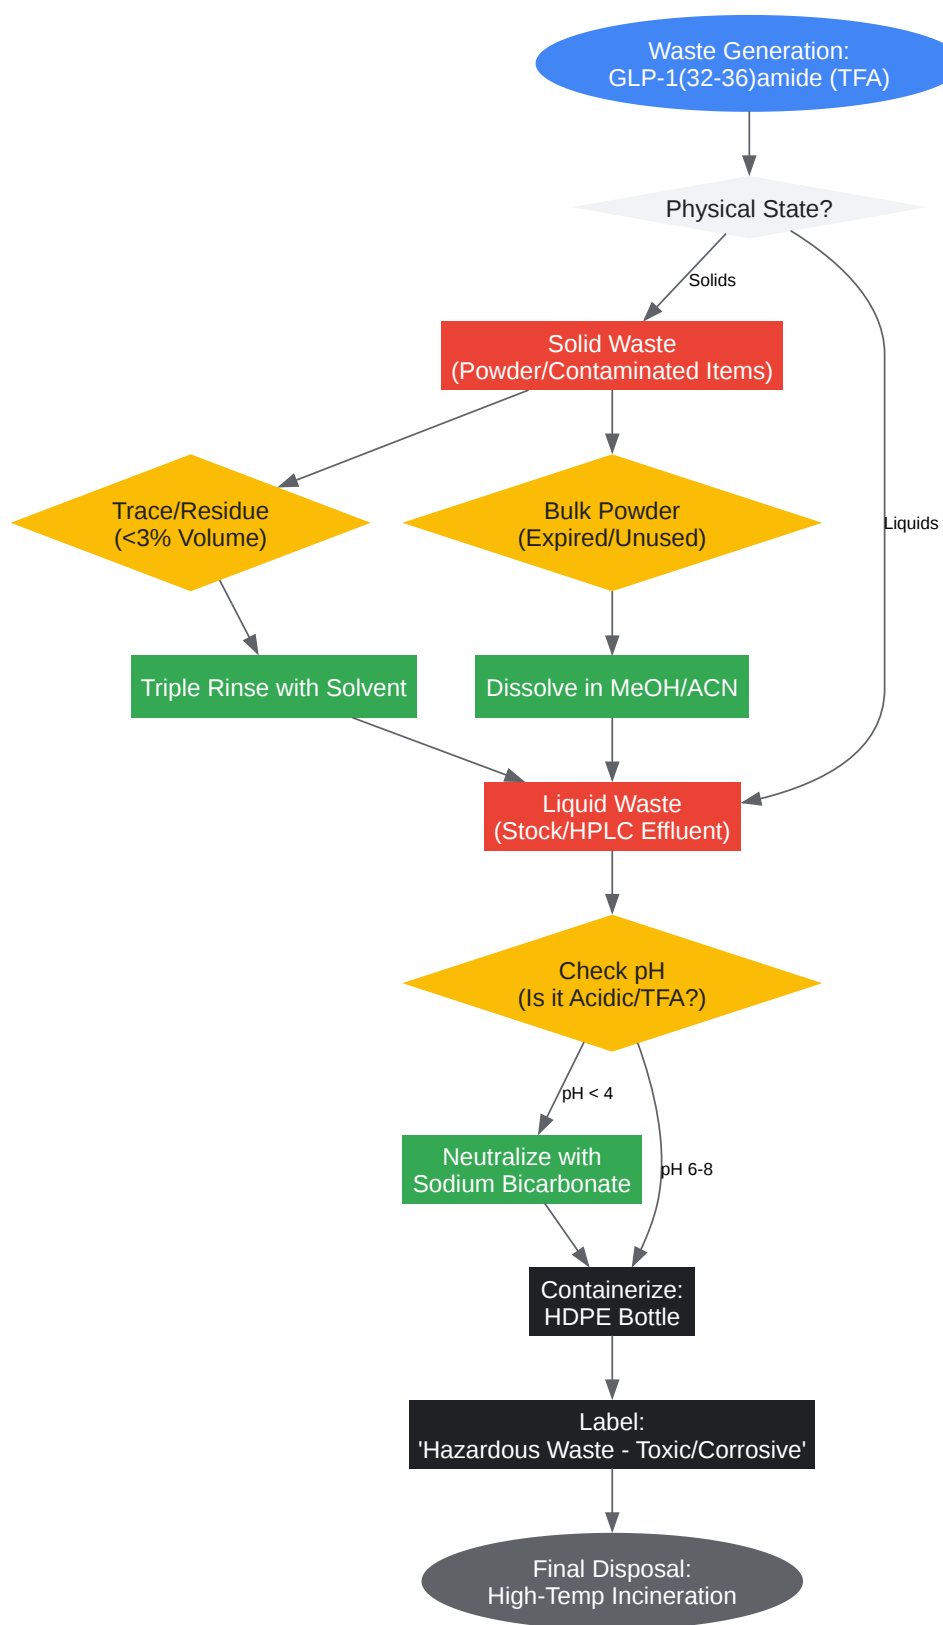 Waste Generation:
GLP-1(32-36)amide (TFA)
Physical State?
Solids
Solid Waste
(Powder/Contaminated Items)
Trace/Residue
(<3% Volume)
Bulk Powder
(Expired/Unused)
Liquids
Triple Rinse with Solvent
Dissolve in MeOH/ACN
Liquid Waste
(Stock/HPLC Effluent)
Check pH
(Is it Acidic/TFA?)
pH < 4
Neutralize with
Sodium Bicarbonate
pH 6-8
Containerize:
HDPE Bottle
Label:
'Hazardous Waste - Toxic/Corrosive'
Final Disposal:
High-Temp Incineration